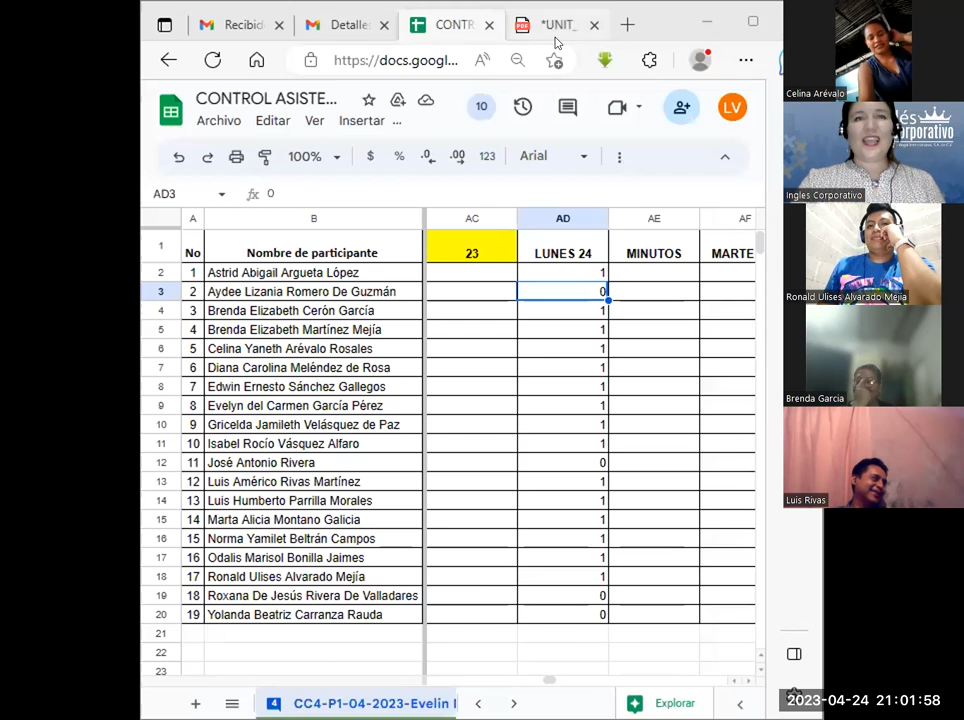 Recibid
Detalle:
CONTR
*UNIT_
https://docs.googl...
CONTROL ASISTE...
Archivo Editar Ver Insertar ...
10
LV
100% $ % .0 .00 123 Arial
AD3 fx 0
A B AC AD AE AF
1 No Nombre de participante 23 LUNES 24 MINUTOS MARTE
2 1 Astrid Abigail Argueta López 1
3 2 Aydee Lizania Romero De Guzmán 0
4 3 Brenda Elizabeth Cerón García 1
5 4 Brenda Elizabeth Martínez Mejía 1
6 5 Celina Yaneth Arévalo Rosales 1
7 6 Diana Carolina Meléndez de Rosa 1
8 7 Edwin Ernesto Sánchez Gallegos 1
9 8 Evelyn del Carmen García Pérez 1
10 9 Gricelda Jamileth Velásquez de Paz 1
11 10 Isabel Rocío Vásquez Alfaro 1
12 11 José Antonio Rivera 0
13 12 Luis Américo Rivas Martínez 1
14 13 Luis Humberto Parrilla Morales 1
15 14 Marta Alicia Montano Galicia 1
16 15 Norma Yamilet Beltrán Campos 1
17 16 Odalis Marisol Bonilla Jaimes 1
18 17 Ronald Ulises Alvarado Mejía 1
19 18 Roxana De Jesús Rivera De Valladares 0
20 19 Yolanda Beatriz Carranza Rauda 0
21
22
23
4 CC4-P1-04-2023-Evelin I
Explorar
Celina Arévalo
lés
orporativo
Ingles Corporativo
Ronald Ulises Alvarado Mejia
Brenda Garcia
Luis Rivas
2023-04-24 21:01:58